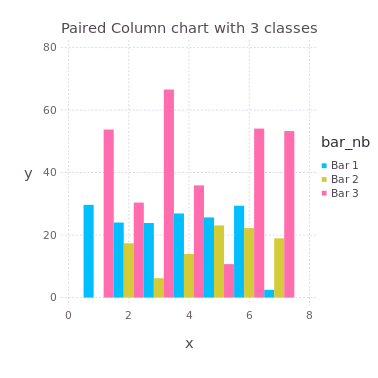 Paired Column chart with 3 classes
80
60
40
20
0
y
0 2 4 6 8
x
bar_nb
Bar 1
Bar 2
Bar 3